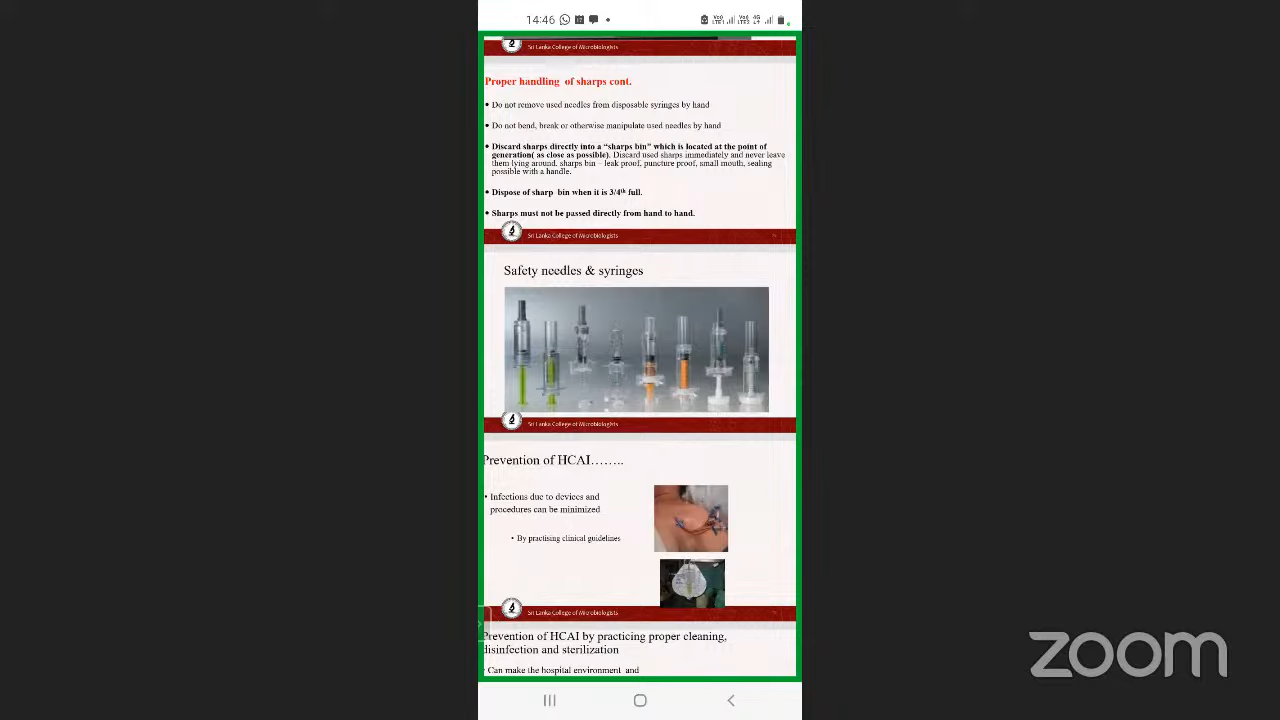 14:46
Sri Lanka College of Microbiologists
Proper handling of sharps cont.
• Do not remove used needles from disposable syringes by hand
• Do not bend, break or otherwise manipulate used needles by hand
• Discard sharps directly into a “sharps bin” which is located at the point of
generation( as close as possible). Discard used sharps immediately and never leave
them lying around, sharps bin – leak proof, puncture proof, small mouth, sealing
possible with a handle.
• Dispose of sharp bin when it is 3/4th full.
• Sharps must not be passed directly from hand to hand.
Sri Lanka College of Microbiologists
Safety needles & syringes
Sri Lanka College of Microbiologists
Prevention of HCAI……..
• Infections due to devices and
procedures can be minimized
• By practising clinical guidelines
Sri Lanka College of Microbiologists
Prevention of HCAI by practicing proper cleaning,
disinfection and sterilization
• Can make the hospital environment and
zoom